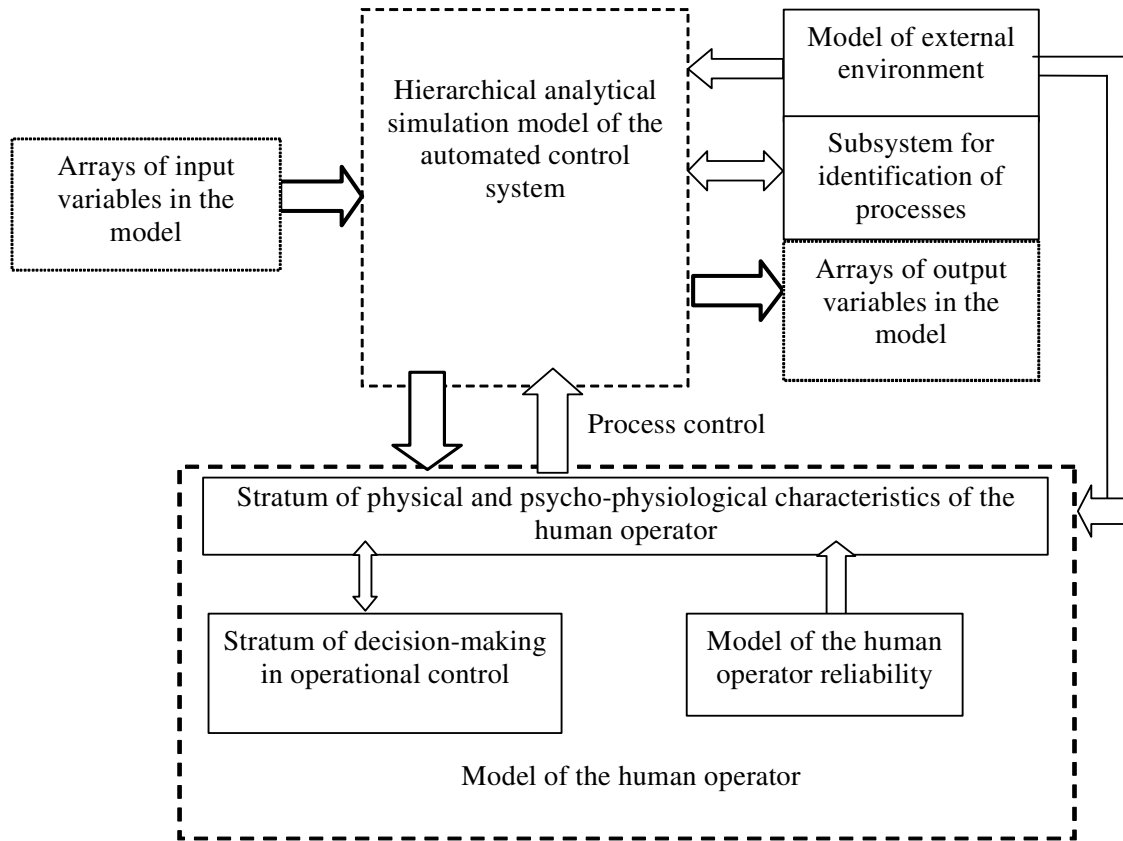 Model of external
environment
Hierarchical analytical
simulation model of the
automated control
system
Arrays of input
variables in the
model
Subsystem for
identification of
processes
Arrays of output
variables in the
model
Process control
Stratum of physical and psycho-physiological characteristics of the
human operator
Stratum of decision-making
in operational control
Model of the human
operator reliability
Model of the human operator